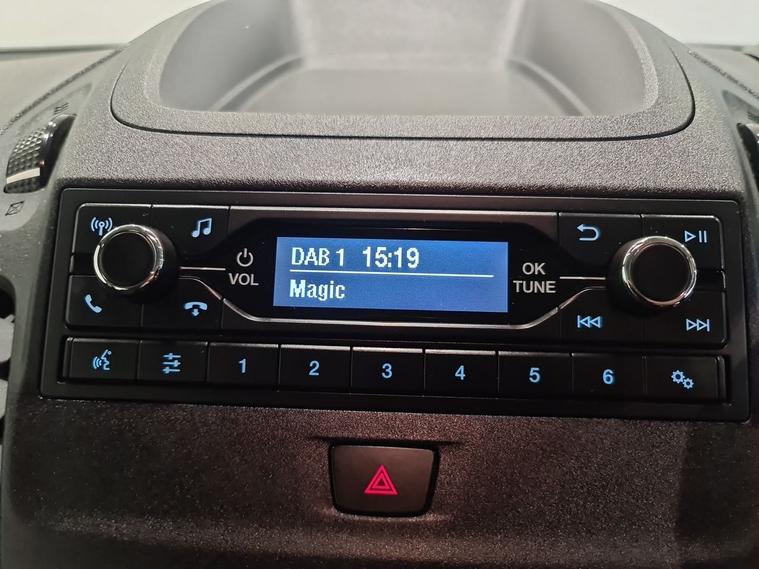 DAB 1 15:19
Magic
VOL
OK
TUNE
1 2 3 4 5 6